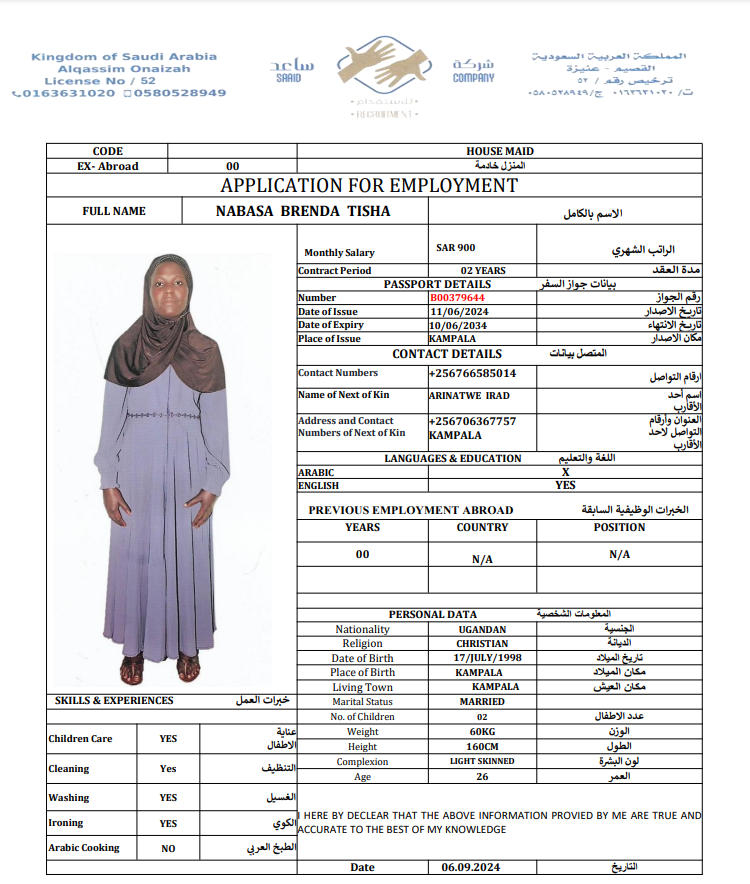 Kingdom of Saudi Arabia
Alqassim Onaizah
License No / 52
0163631020 0580528949
ساعد
SAAID
شركة
COMPANY
للاستقدام
RECRUITMENT
المملكة العربية السعودية
القصيم - عنيزة
ترخيص رقم / ٥٢
ت/ ٠١٦٣٦٣١٠٢٠ ج/ ٠٥٨٠٥٢٨٩٤٩
CODE HOUSE MAID
EX- Abroad 00 المنزل خادمة
APPLICATION FOR EMPLOYMENT
FULL NAME NABASA BRENDA TISHA الاسم بالكامل
Monthly Salary SAR 900 الراتب الشهري
Contract Period 02 YEARS مدة العقد
PASSPORT DETAILS بيانات جواز السفر
Number B00379644 رقم الجواز
Date of Issue 11/06/2024 تاريخ الاصدار
Date of Expiry 10/06/2034 تاريخ الانتهاء
Place of Issue KAMPALA مكان الاصدار
CONTACT DETAILS المتصل بيانات
Contact Numbers +256766585014 ارقام التواصل
Name of Next of Kin ARINATWE IRAD اسم أحد الأقارب
Address and Contact Numbers of Next of Kin +256706367757 KAMPALA العنوان وأرقام التواصل لاحد الأقارب
LANGUAGES & EDUCATION اللغة والتعليم
ARABIC X
ENGLISH YES
PREVIOUS EMPLOYMENT ABROAD الخبرات الوظيفية السابقة
YEARS COUNTRY POSITION
00 N/A N/A
PERSONAL DATA المعلومات الشخصية
Nationality UGANDAN الجنسية
Religion CHRISTIAN الديانة
Date of Birth 17/JULY/1998 تاريخ الميلاد
Place of Birth KAMPALA مكان الميلاد
Living Town KAMPALA مكان العيش
Marital Status MARRIED
No. of Children 02 عدد الاطفال
Weight 60KG الوزن
Height 160CM الطول
Complexion LIGHT SKINNED لون البشرة
Age 26 العمر
SKILLS & EXPERIENCES خبرات العمل
Children Care YES عناية الاطفال
Cleaning Yes التنظيف
Washing YES الغسيل
Ironing YES الكوي
Arabic Cooking NO الطبخ العربي
I HERE BY DECLEAR THAT THE ABOVE INFORMATION PROVIED BY ME ARE TRUE AND
ACCURATE TO THE BEST OF MY KNOWLEDGE
Date 06.09.2024 التاريخ